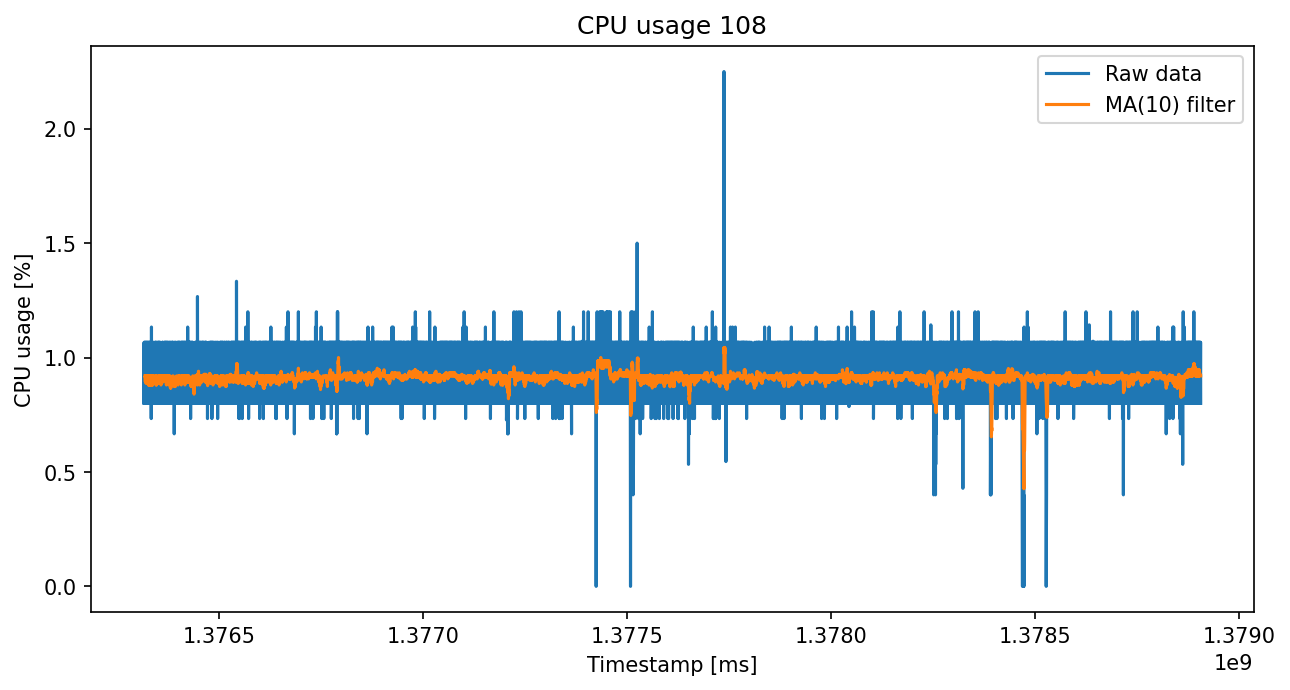 CPU usage 108
Raw data
MA(10) filter
CPU usage [%]
2.0
1.5
1.0
0.5
0.0
1.3765 1.3770 1.3775 1.3780 1.3785 1.3790
1e9
Timestamp [ms]